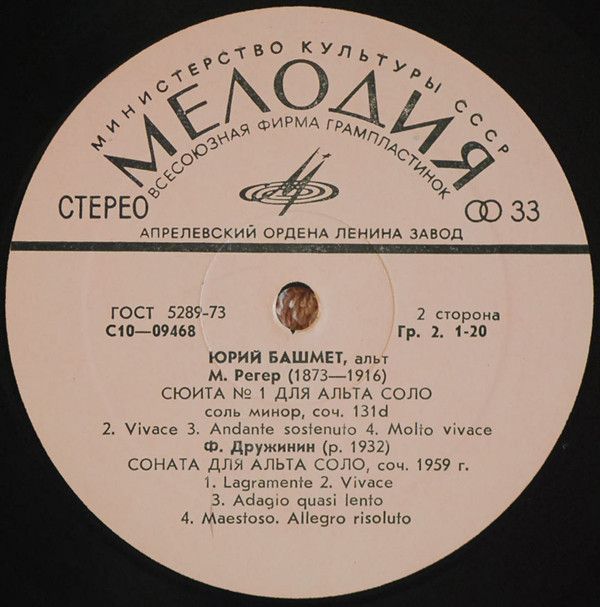 МИНИСТЕРСТВО КУЛЬТУРЫ СССР
МЕЛОДИЯ
ВСЕСОЮЗНАЯ ФИРМА ГРАМПЛАСТИНОК
СТЕРЕО
33
АПРЕЛЕВСКИЙ ОРДЕНА ЛЕНИНА ЗАВОД
ГОСТ 5289-73
2 сторона
С10—09468
Гр. 2. 1-20
ЮРИЙ БАШМЕТ, альт
М. Регер (1873—1916)
СЮИТА № 1 ДЛЯ АЛЬТА СОЛО
соль минор, соч. 131d
2. Vivace 3. Andante sostenuto 4. Molto vivace
Ф. Дружинин (р. 1932)
СОНАТА ДЛЯ АЛЬТА СОЛО, соч. 1959 г.
1. Lagramente 2. Vivace
3. Adagio quasi lento
4. Maestoso. Allegro risoluto